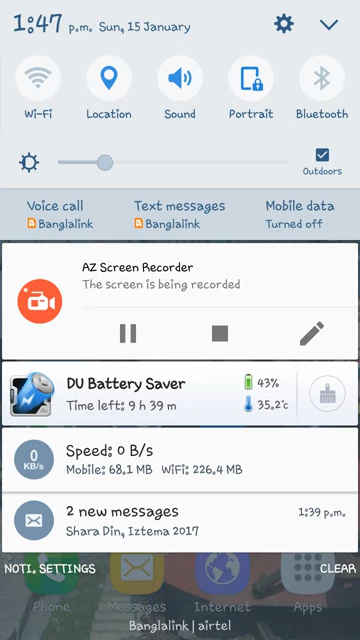 1:47 p.m. Sun, 15 January
Wi-Fi Location Sound Portrait Bluetooth
Outdoors
Voice call Text messages Mobile data
Banglalink Banglalink Turned off
AZ Screen Recorder
The screen is being recorded
DU Battery Saver 43%
Time left: 9 h 39 m 35.2°c
0 Speed: 0 B/s
KB/s Mobile: 68.1 MB WiFi: 226.4 MB
2 new messages 1:39 p.m.
Shara Din, Iztema 2017
NOTI. SETTINGS CLEAR
Phone Messages Internet Apps
Banglalink | airtel